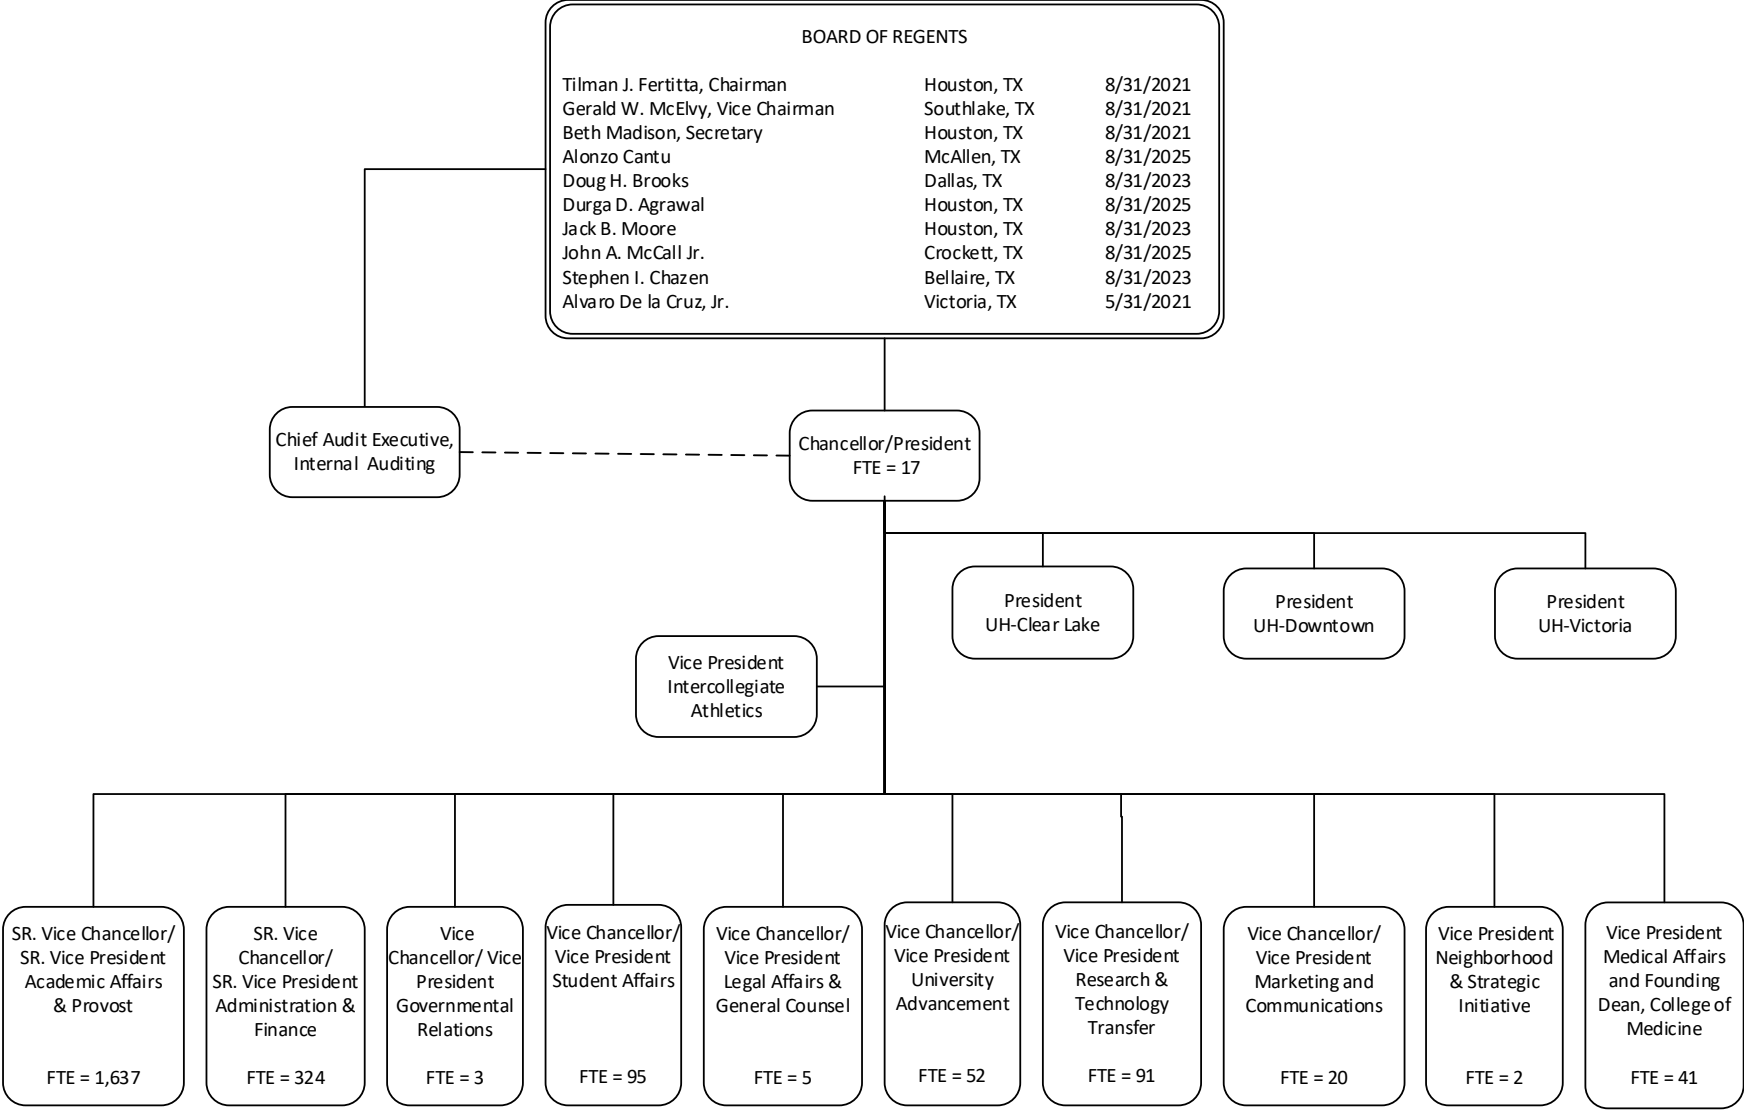 BOARD OF REGENTS
Tilman J. Fertitta, Chairman Houston, TX 8/31/2021
Gerald W. McElvy, Vice Chairman Southlake, TX 8/31/2021
Beth Madison, Secretary Houston, TX 8/31/2021
Alonzo Cantu McAllen, TX 8/31/2025
Doug H. Brooks Dallas, TX 8/31/2023
Durga D. Agrawal Houston, TX 8/31/2025
Jack B. Moore Houston, TX 8/31/2023
John A. McCall Jr. Crockett, TX 8/31/2025
Stephen I. Chazen Bellaire, TX 8/31/2023
Alvaro De la Cruz, Jr. Victoria, TX 5/31/2021
Chief Audit Executive,
Internal Auditing
Chancellor/President
FTE = 17
President
UH-Clear Lake
President
UH-Downtown
President
UH-Victoria
Vice President
Intercollegiate
Athletics
SR. Vice Chancellor/
SR. Vice President
Academic Affairs
& Provost
FTE = 1,637
SR. Vice
Chancellor/
SR. Vice President
Administration &
Finance
FTE = 324
Vice
Chancellor/ Vice
President
Governmental
Relations
FTE = 3
Vice Chancellor/
Vice President
Student Affairs
FTE = 95
Vice Chancellor/
Vice President
Legal Affairs &
General Counsel
FTE = 5
Vice Chancellor/
Vice President
University
Advancement
FTE = 52
Vice Chancellor/
Vice President
Research &
Technology
Transfer
FTE = 91
Vice Chancellor/
Vice President
Marketing and
Communications
FTE = 20
Vice President
Neighborhood
& Strategic
Initiative
FTE = 2
Vice President
Medical Affairs
and Founding
Dean, College of
Medicine
FTE = 41